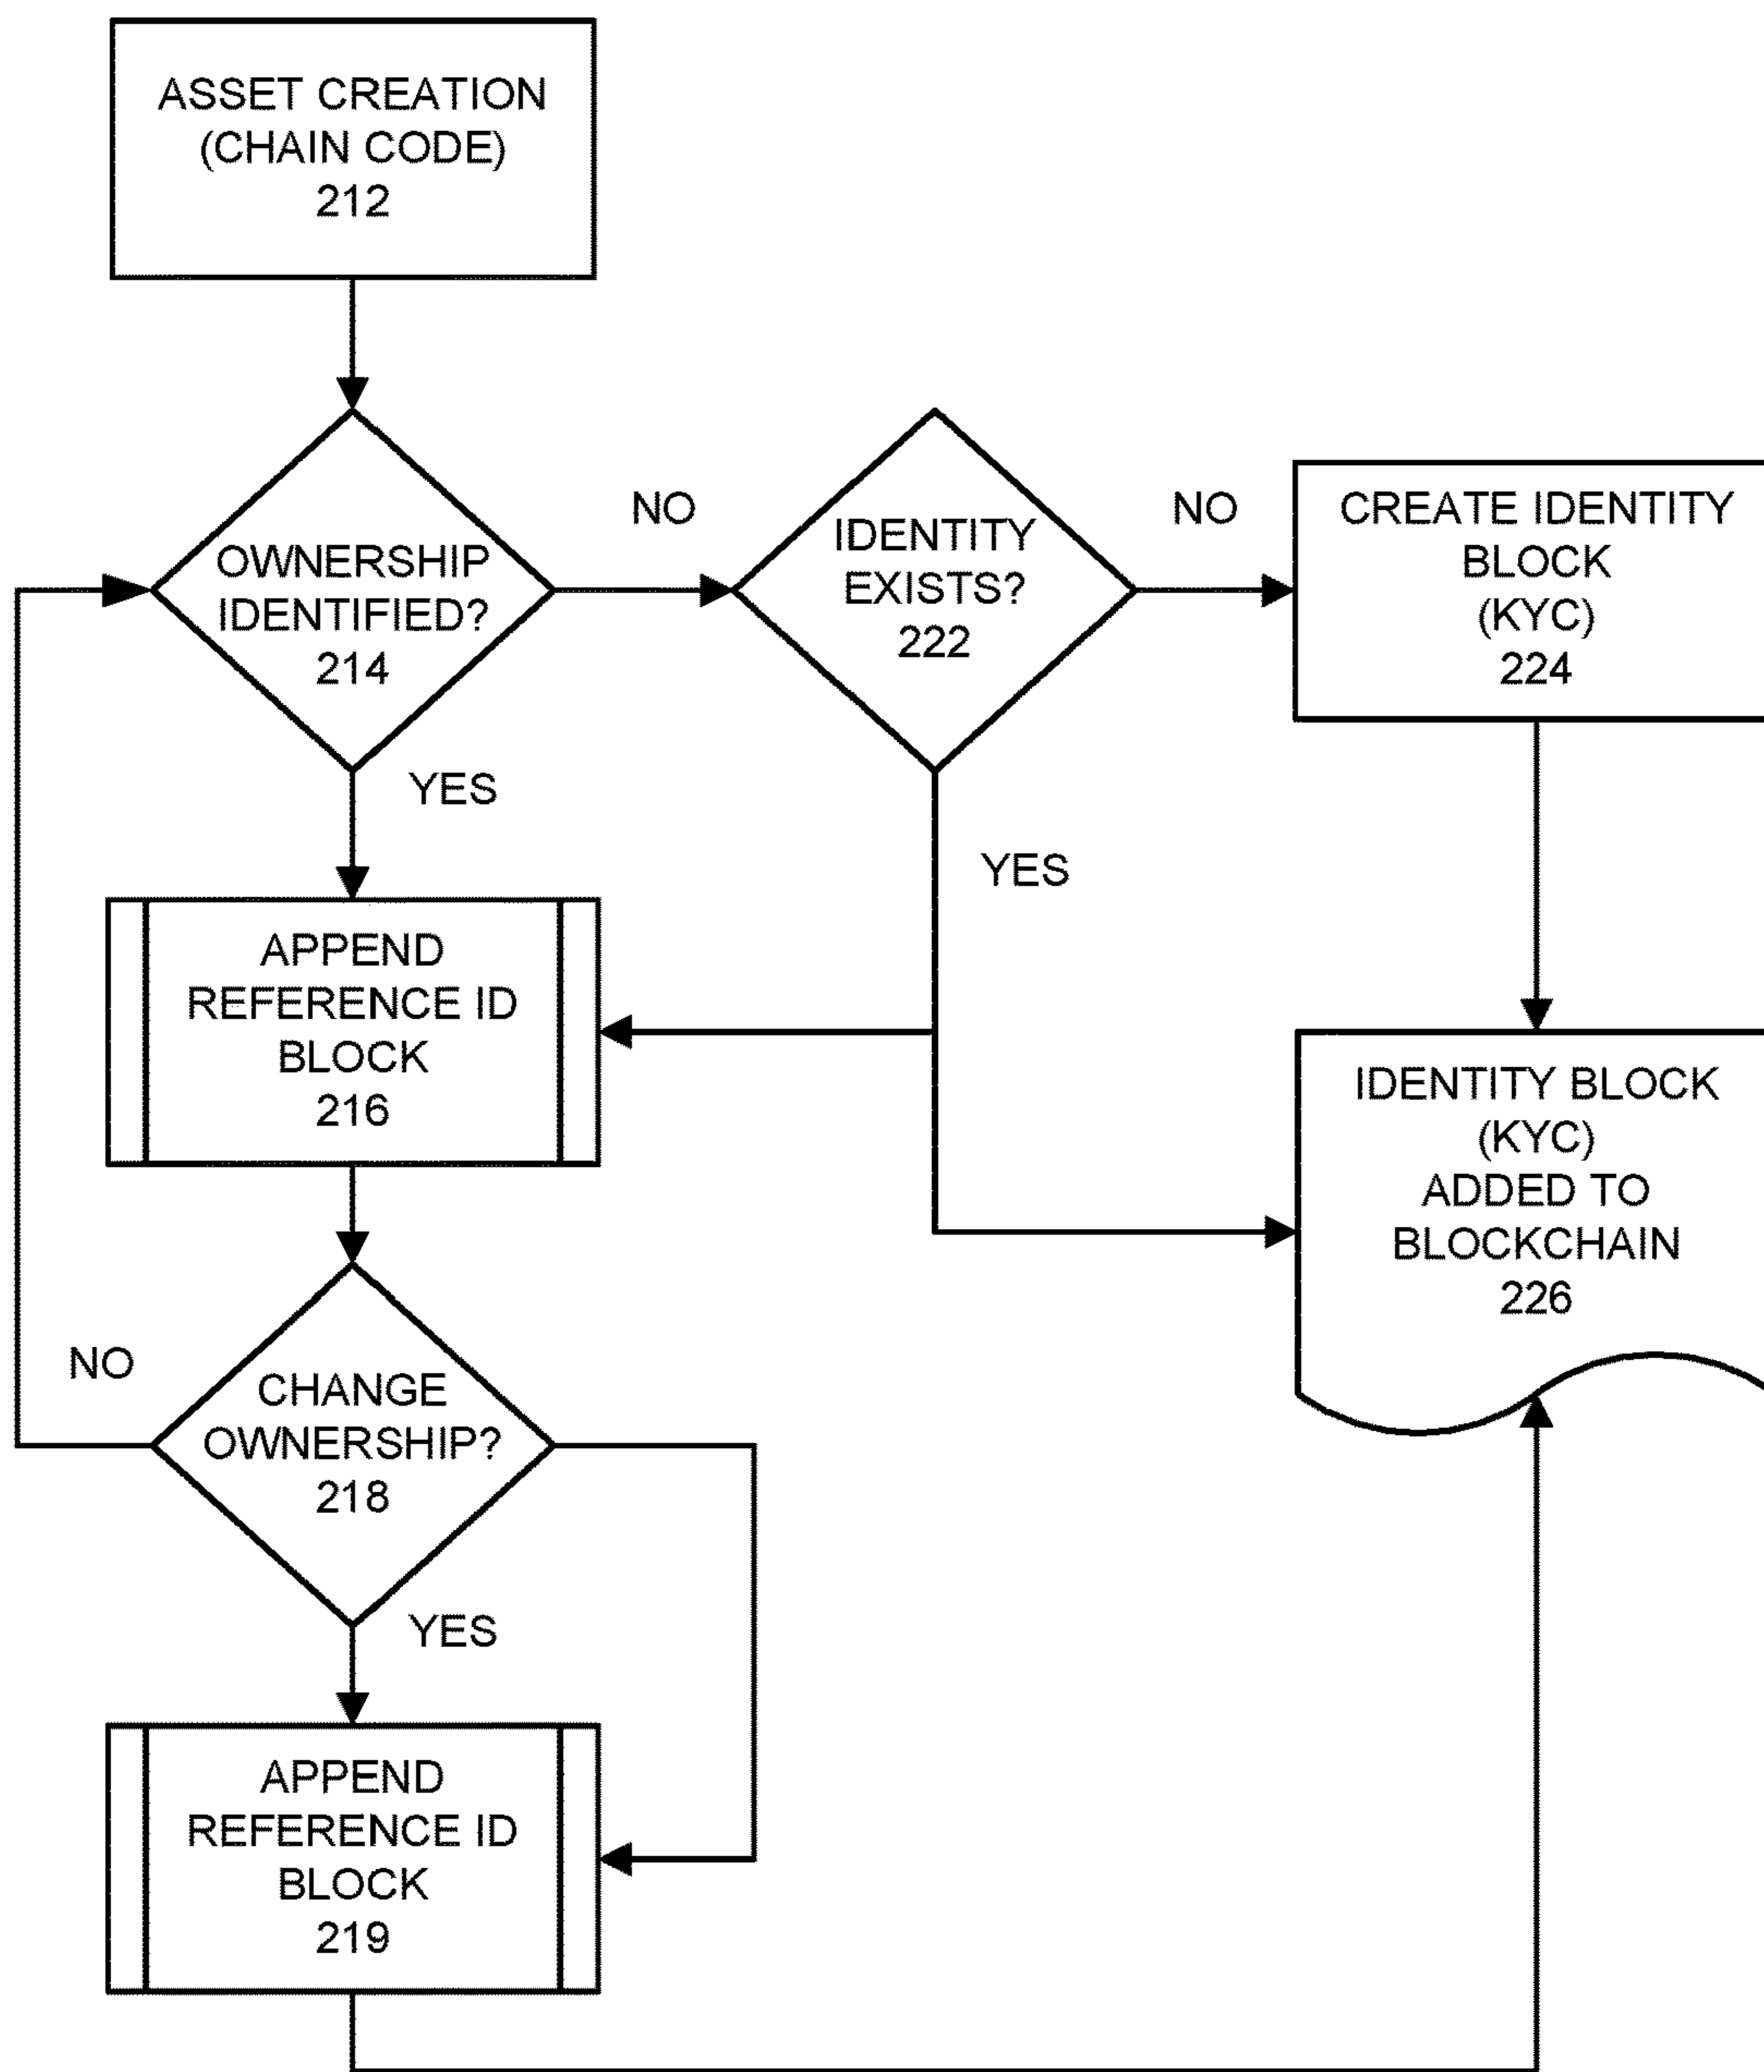 ASSET CREATION
(CHAIN CODE)
212
OWNERSHIP
IDENTIFIED?
214
NO
IDENTITY
EXISTS?
222
NO
CREATE IDENTITY
BLOCK
(KYC)
224
YES
YES
APPEND
REFERENCE ID
BLOCK
216
IDENTITY BLOCK
(KYC)
ADDED TO
BLOCKCHAIN
226
NO
CHANGE
OWNERSHIP?
218
YES
APPEND
REFERENCE ID
BLOCK
219